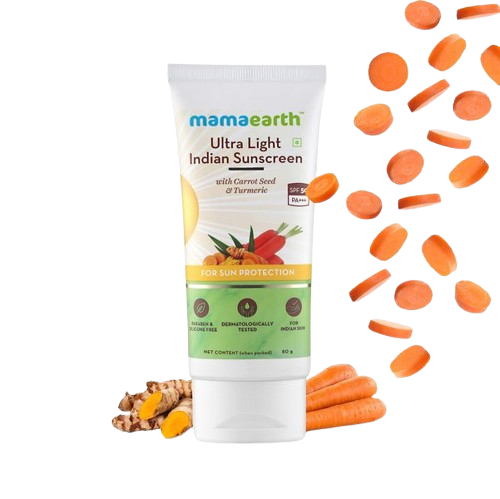 mamaearth
Ultra Light
Indian Sunscreen
with Carrot Seed
& Turmeric
SPF 50
PA+++
FOR SUN PROTECTION
PARABEN &
SILICONE FREE
DERMATOLOGICALLY
TESTED
FOR
INDIAN SKIN
NET CONTENT (when packed) 80 g